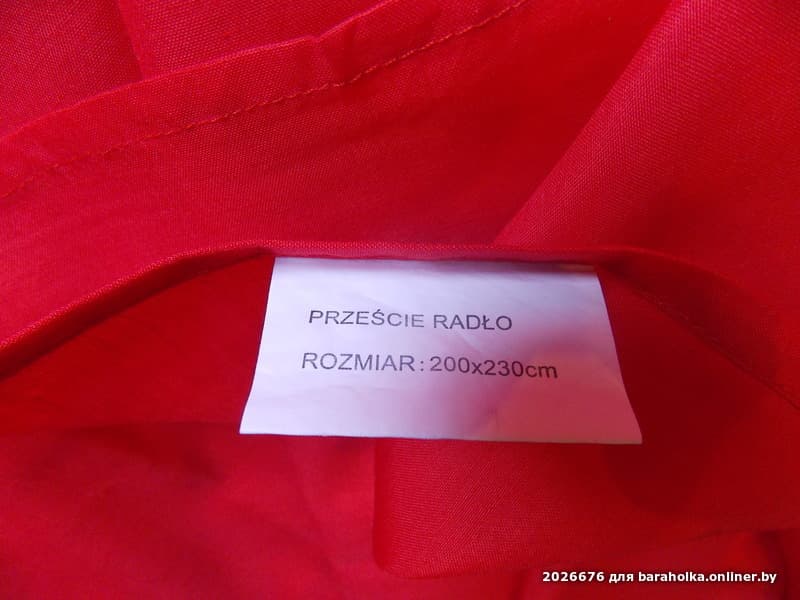 PRZEŚCIE RADŁO
ROZMIAR: 200x230cm
2026676 для baraholka.onliner.by